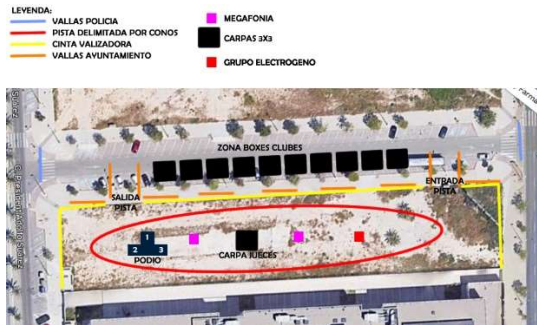 LEYENDA:
VALLAS POLICIA
PISTA DELIMITADA POR CONOS
CINTA VALIZADORA
VALLAS AYUNTAMIENTO
MEGAFONIA
CARPAS 3X3
GRUPO ELECTROGENO
ZONA BOXES CLUBES
SALIDA
PISTA
ENTRADA
PISTA
1
2 3
PODIO
CARPA JUECES